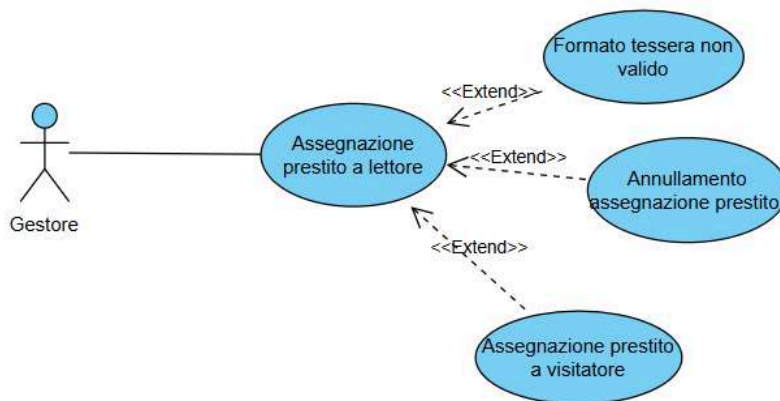 Formato tessera non
valido
<<Extend>>
Assegnazione
prestito a lettore
<<Extend>>
Annullamento
assegnazione prestito
Gestore
<<Extend>>
Assegnazione prestito
a visitatore